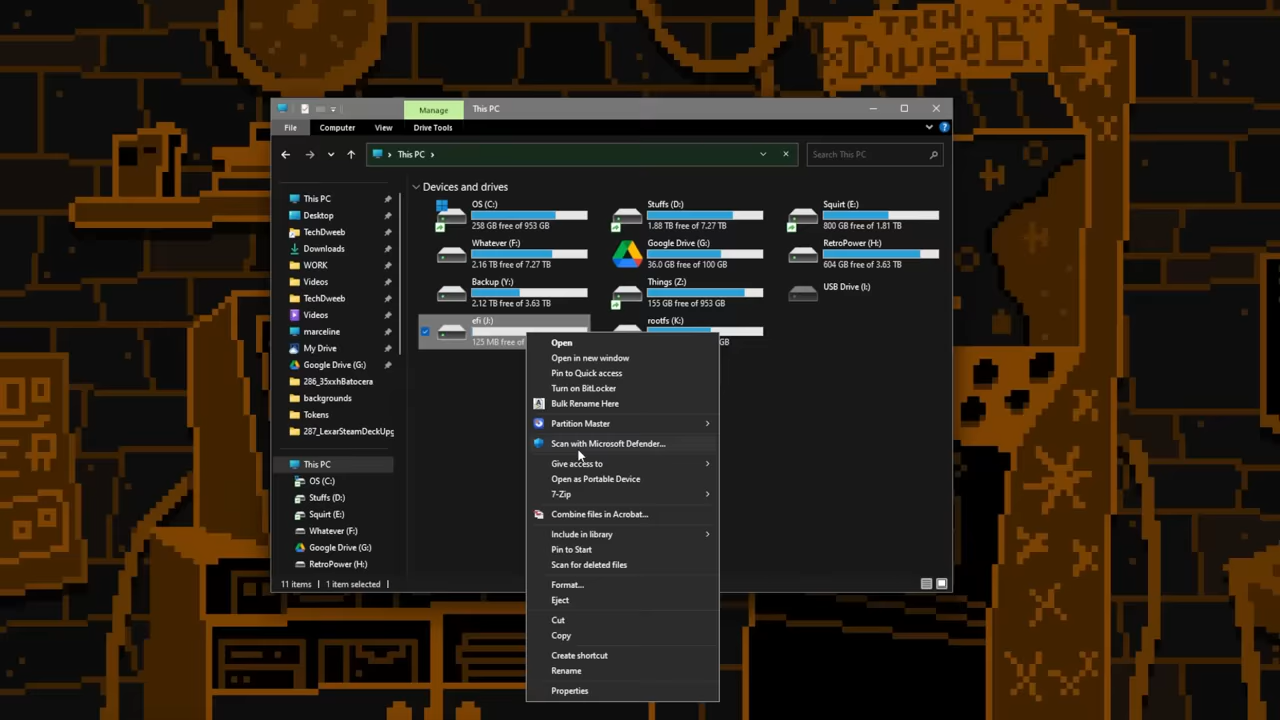 TECH
DWEEB
Manage
This PC
File
Computer
View
Drive Tools
This PC
Search This PC
This PC
Desktop
TechDweeb
Downloads
WORK
Videos
TechDweeb
Videos
marceline
My Drive
Google Drive (G:)
286_35xxhBatocera
backgrounds
Tokens
287_LexarSteamDeckUpg
This PC
OS (C:)
Stuffs (D:)
Squirt (E:)
Whatever (F:)
Google Drive (G:)
RetroPower (H:)
Devices and drives
OS (C:)
258 GB free of 953 GB
Stuffs (D:)
1.88 TB free of 7.27 TB
Squirt (E:)
800 GB free of 1.81 TB
Whatever (F:)
2.16 TB free of 7.27 TB
Google Drive (G:)
36.0 GB free of 100 GB
RetroPower (H:)
604 GB free of 3.63 TB
Backup (Y:)
2.12 TB free of 3.63 TB
Things (Z:)
155 GB free of 953 GB
USB Drive (I:)
efi (J:)
125 MB free of
rootfs (K:)
GB
Open
Open in new window
Pin to Quick access
Turn on BitLocker
Bulk Rename Here
Partition Master
Scan with Microsoft Defender...
Give access to
Open as Portable Device
7-Zip
Combine files in Acrobat...
Include in library
Pin to Start
Scan for deleted files
Format...
Eject
Cut
Copy
Create shortcut
Rename
Properties
11 items
1 item selected